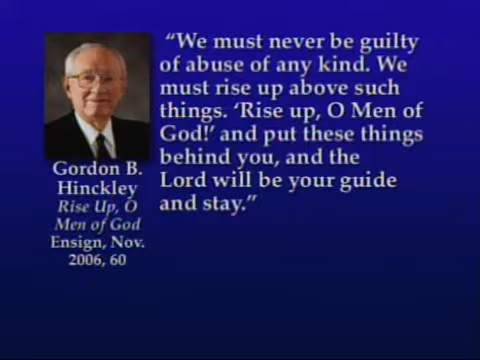 “We must never be guilty
of abuse of any kind. We
must rise up above such
things. ‘Rise up, O Men of
God!’ and put these things
behind you, and the
Lord will be your guide
and stay.”
Gordon B.
Hinckley
Rise Up, O
Men of God
Ensign, Nov.
2006, 60